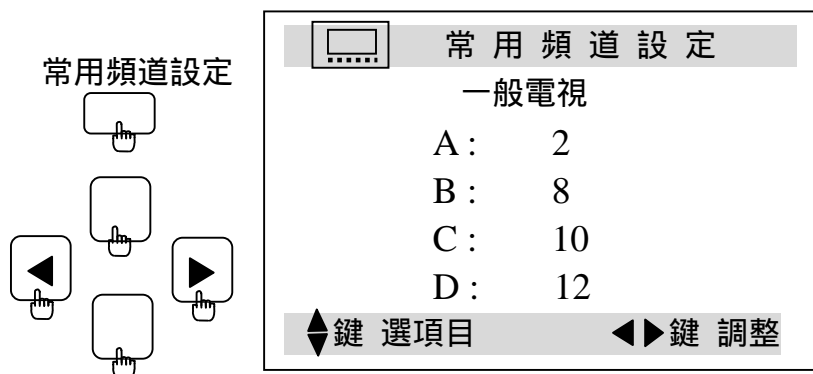 常用頻道設定
常用頻道設定
一般電視
A : 2
B : 8
C : 10
D : 12
鍵 選項目 ◀▶鍵 調整